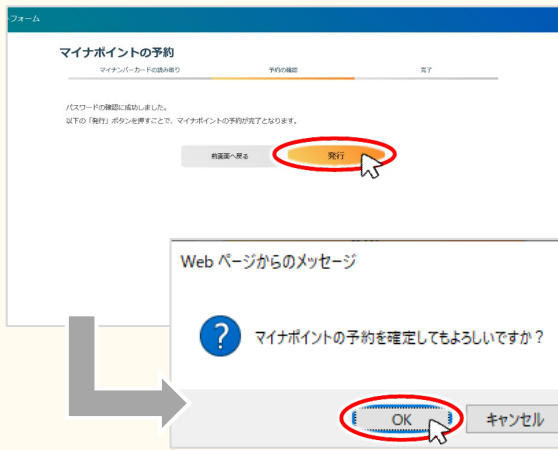 フォーム
マイナポイントの予約
マイナンバーカードの読み取り 予約の確認 完了
パスワードの確認に成功しました。
以下の「発行」ボタンを押すことで、マイナポイントの予約が完了となります。
前画面へ戻る 発行
Web ページからのメッセージ
マイナポイントの予約を確定してもよろしいですか？
OK キャンセル